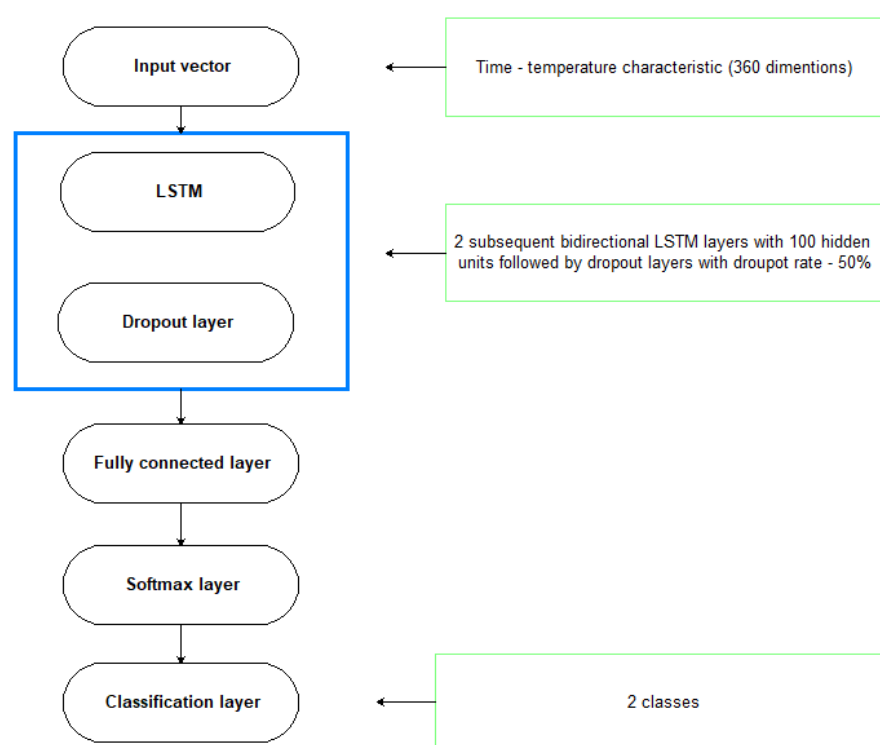 Input vector
Time - temperature characteristic (360 dimentions)
LSTM
2 subsequent bidirectional LSTM layers with 100 hidden
units followed by dropout layers with droupot rate - 50%
Dropout layer
Fully connected layer
Softmax layer
Classification layer
2 classes